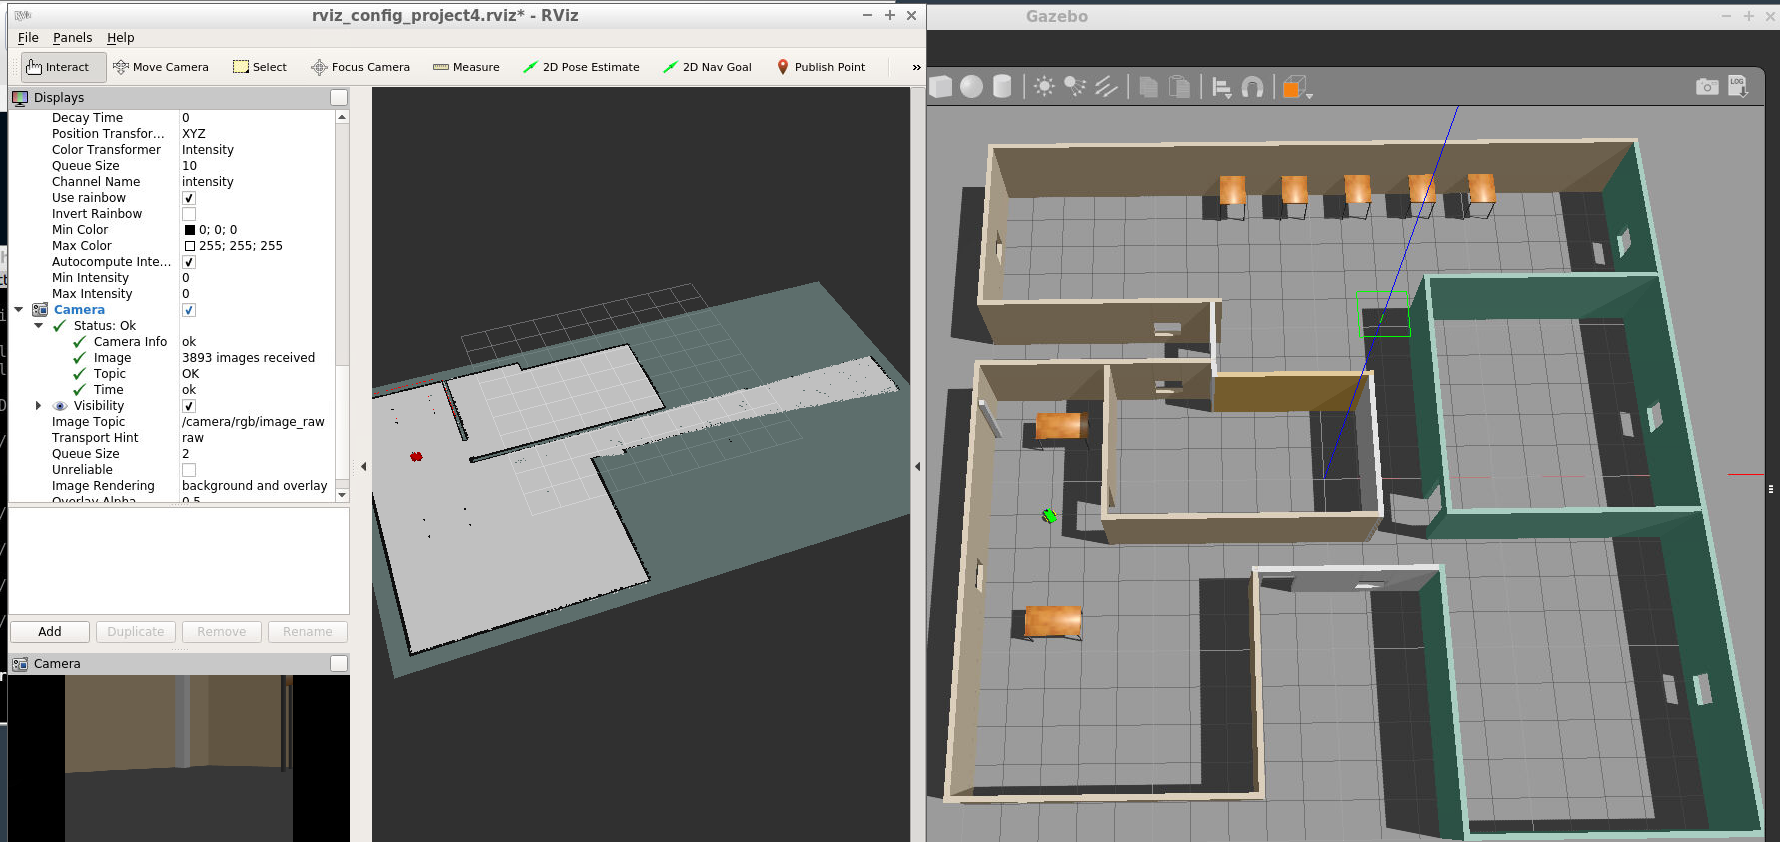 rviz_config_project4.rviz* - RViz
Gazebo
File Panels Help
Interact Move Camera Select Focus Camera Measure 2D Pose Estimate 2D Nav Goal Publish Point »
LOG
Displays
Decay Time 0
Position Transfor... XYZ
Color Transformer Intensity
Queue Size 10
Channel Name intensity
Use rainbow
Invert Rainbow
Min Color 0; 0; 0
Max Color 255; 255; 255
Autocompute Inte...
Min Intensity 0
Max Intensity 0
Camera
Status: Ok
Camera Info ok
Image 3893 images received
Topic OK
Time ok
Visibility
Image Topic /camera/rgb/image_raw
Transport Hint raw
Queue Size 2
Unreliable
Image Rendering background and overlay
Overlay Alpha 0.5
Add Duplicate Remove Rename
Camera